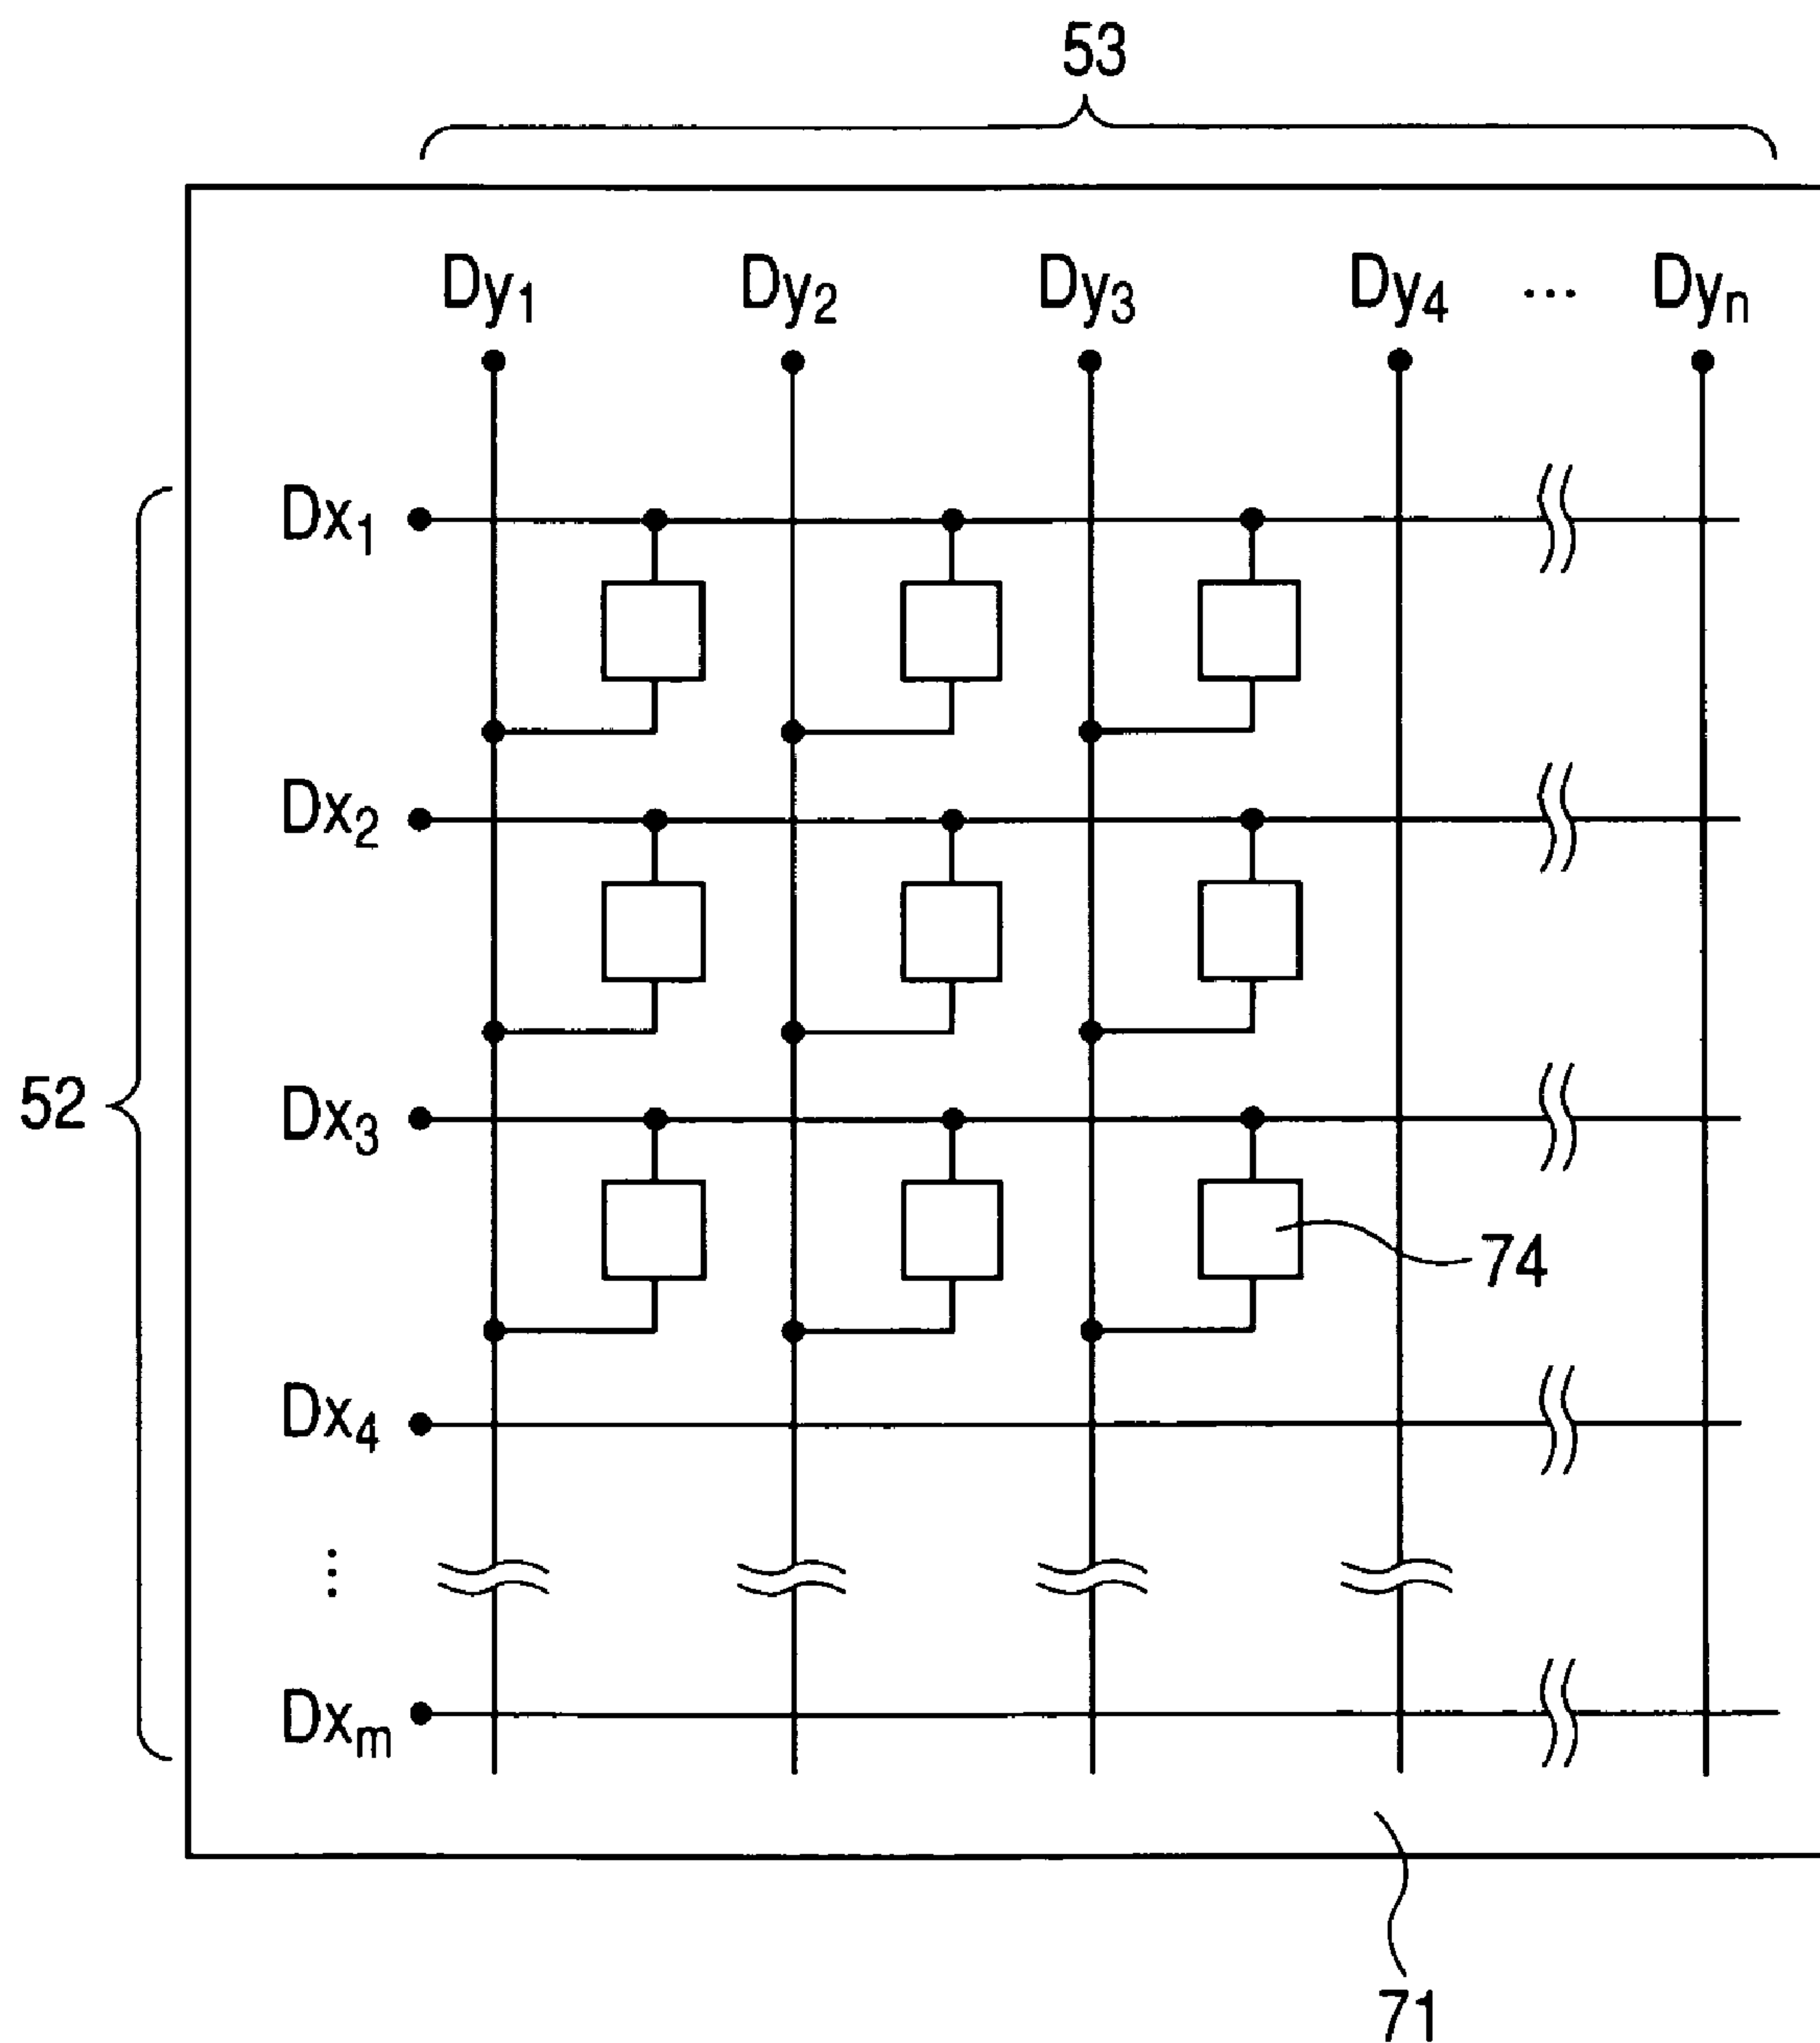 53
Dy₁ Dy₂ Dy₃ Dy₄ ... Dyₙ
Dx₁
Dx₂
52
Dx₃
74
Dx₄
⋮
Dxₘ
71